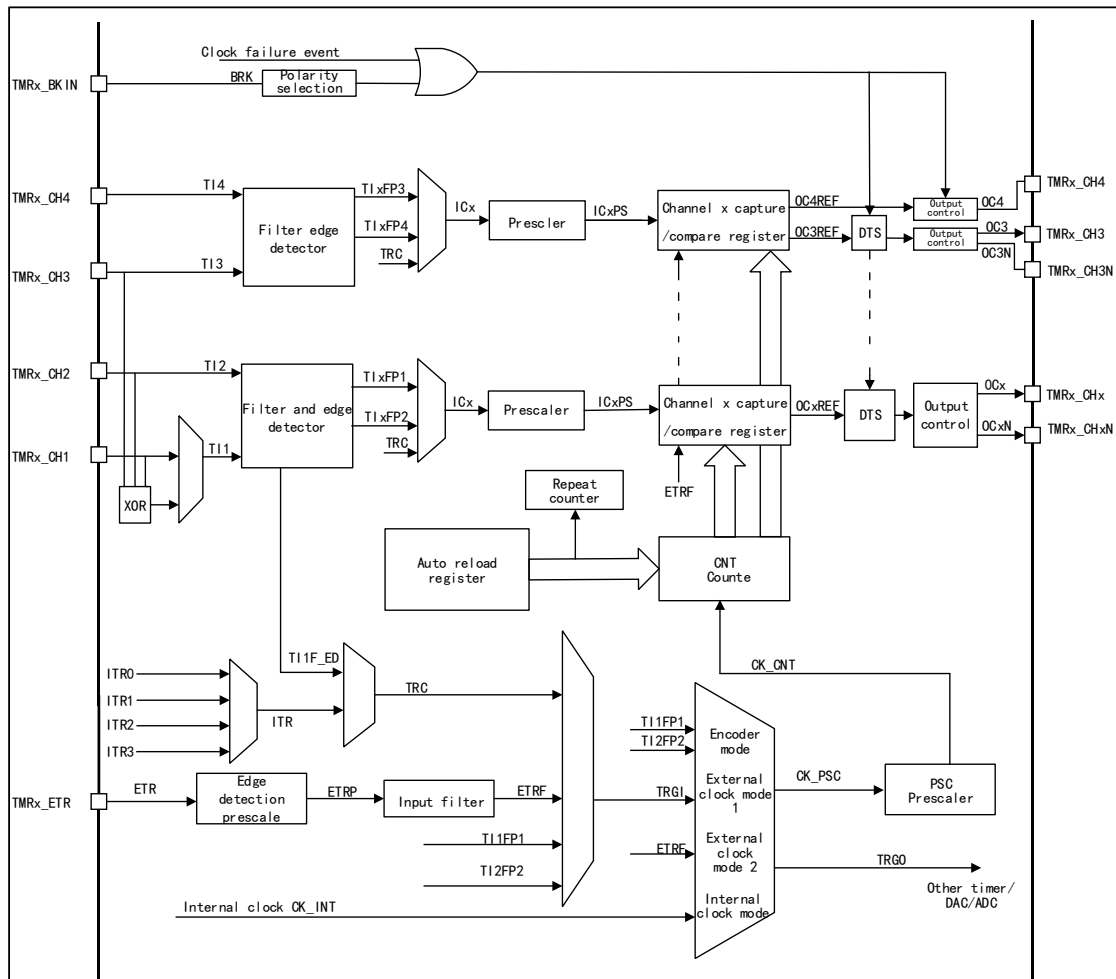 Clock failure event
TMRx_BKIN
BRK
Polarity
selection
TMRx_CH4
TI4
Filter edge
detector
TIxFP3
TIxFP4
TRC
ICx
Prescler
ICxPS
Channel x capture
/compare register
OC4REF
OC3REF
DTS
Output
control
OC4
Output
control
OC3
OC3N
TMRx_CH4
TMRx_CH3
TMRx_CH3N
TMRx_CH3
TI3
TMRx_CH2
TI2
Filter and edge
detector
TIxFP1
TIxFP2
TRC
ICx
Prescaler
ICxPS
Channel x capture
/compare register
OCxREF
DTS
Output
control
OCx
OCxN
TMRx_CHx
TMRx_CHxN
TMRx_CH1
TI1
XOR
ETRF
Repeat
counter
Auto reload
register
CNT
Counte
TI1F_ED
CK_CNT
ITR0
ITR1
ITR2
ITR3
ITR
TRC
TI1FP1
TI2FP2
Encoder
mode
External
clock mode
1
External
clock
mode 2
Internal
clock mode
CK_PSC
PSC
Prescaler
TMRx_ETR
ETR
Edge
detection
prescale
ETRP
Input filter
ETRF
TRGI
TI1FP1
TI2FP2
ETRF
TRGO
Other timer/
DAC/ADC
Internal clock CK_INT